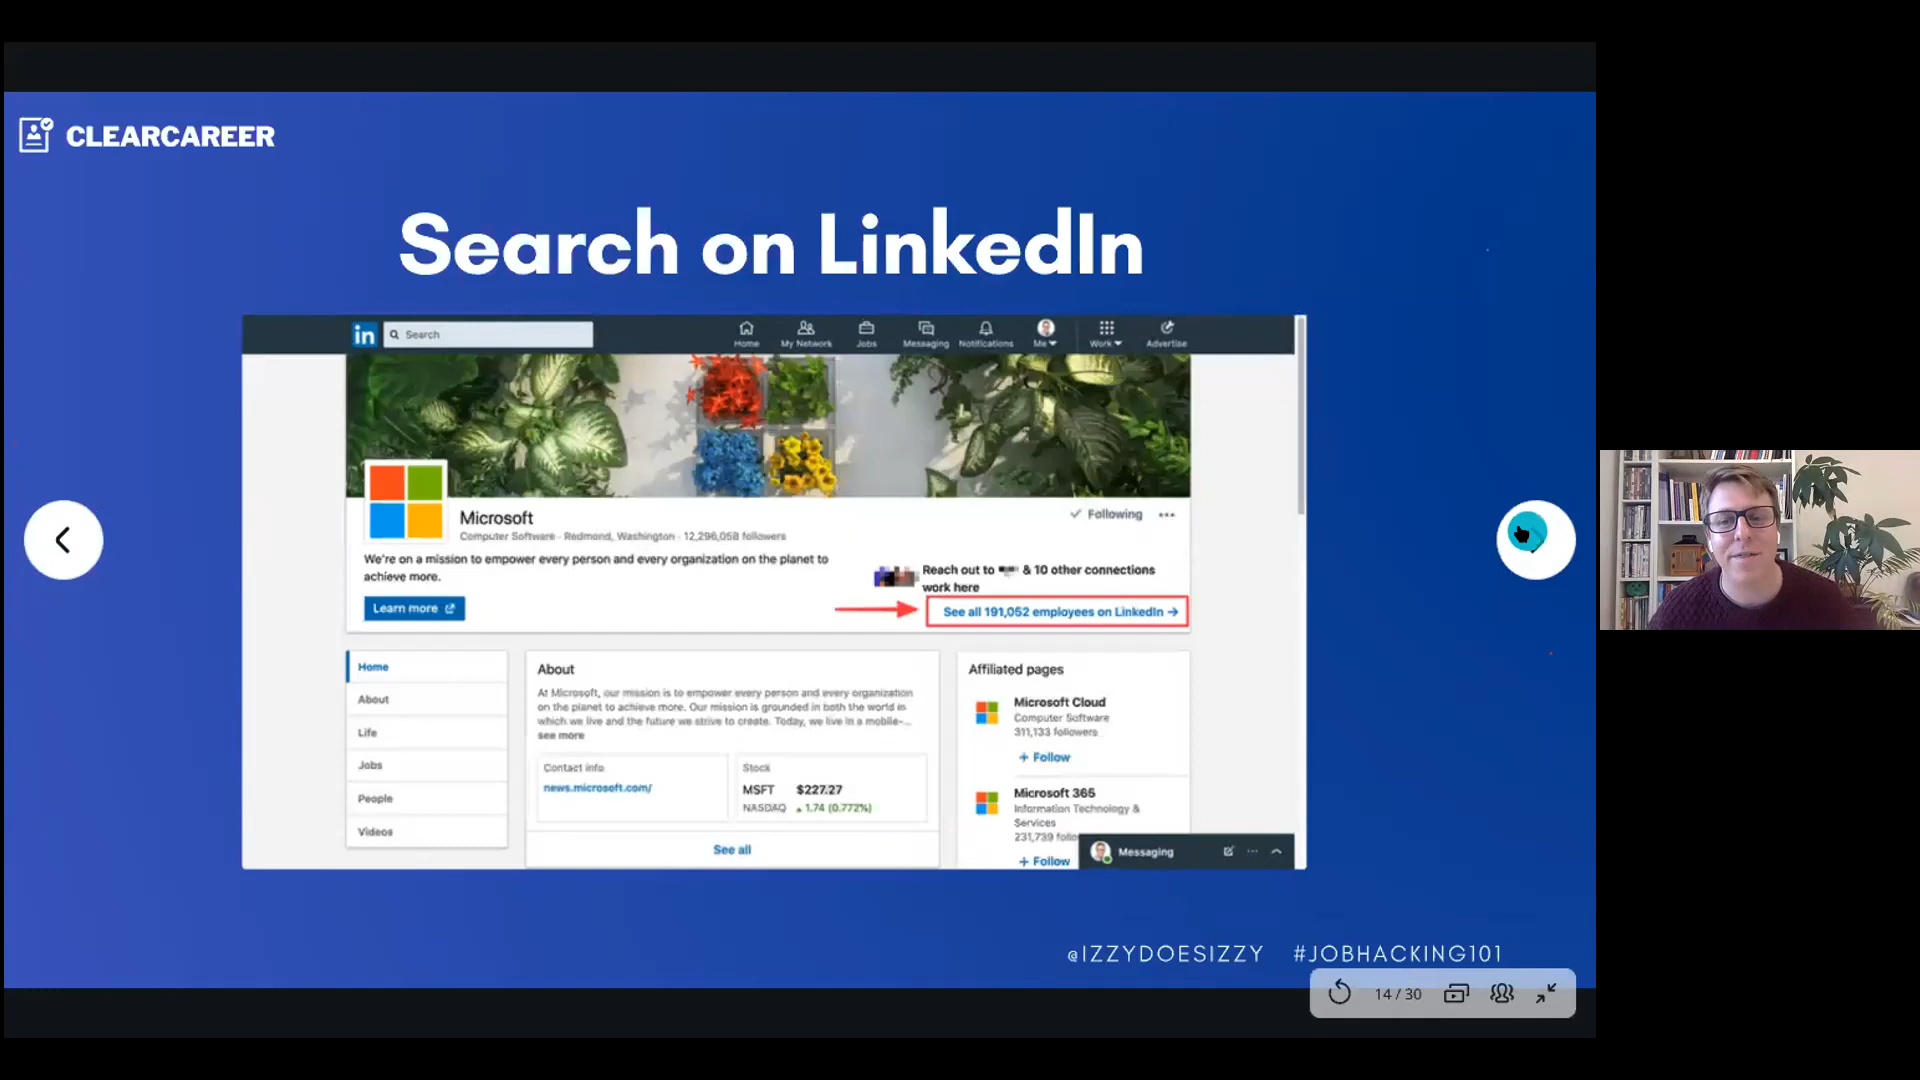 CLEARCAREER
Search on LinkedIn
in
Search
Home
My Network
Jobs
Messaging
Notifications
Me
Work
Advertise
Microsoft
Following
Computer Software · Redmond, Washington · 12,296,058 followers
We're on a mission to empower every person and every organization on the planet to
achieve more.
Reach out to & 10 other connections
work here
Learn more
See all 191,052 employees on LinkedIn →
Home
About
Life
Jobs
People
Videos
About
At Microsoft, our mission is to empower every person and every organization
on the planet to achieve more. Our mission is grounded in both the world in
which we live and the future we strive to create. Today, we live in a mobile-...
see more
Contact info
news.microsoft.com/
Stock
MSFT $227.27
NASDAQ 1.74 (0.772%)
See all
Affiliated pages
Microsoft Cloud
Computer Software
311,133 followers
+ Follow
Microsoft 365
Information Technology &
Services
231,739
+ Follow
Messaging
@IZZYDOESIZZY #JOBHACKING101
14 / 30